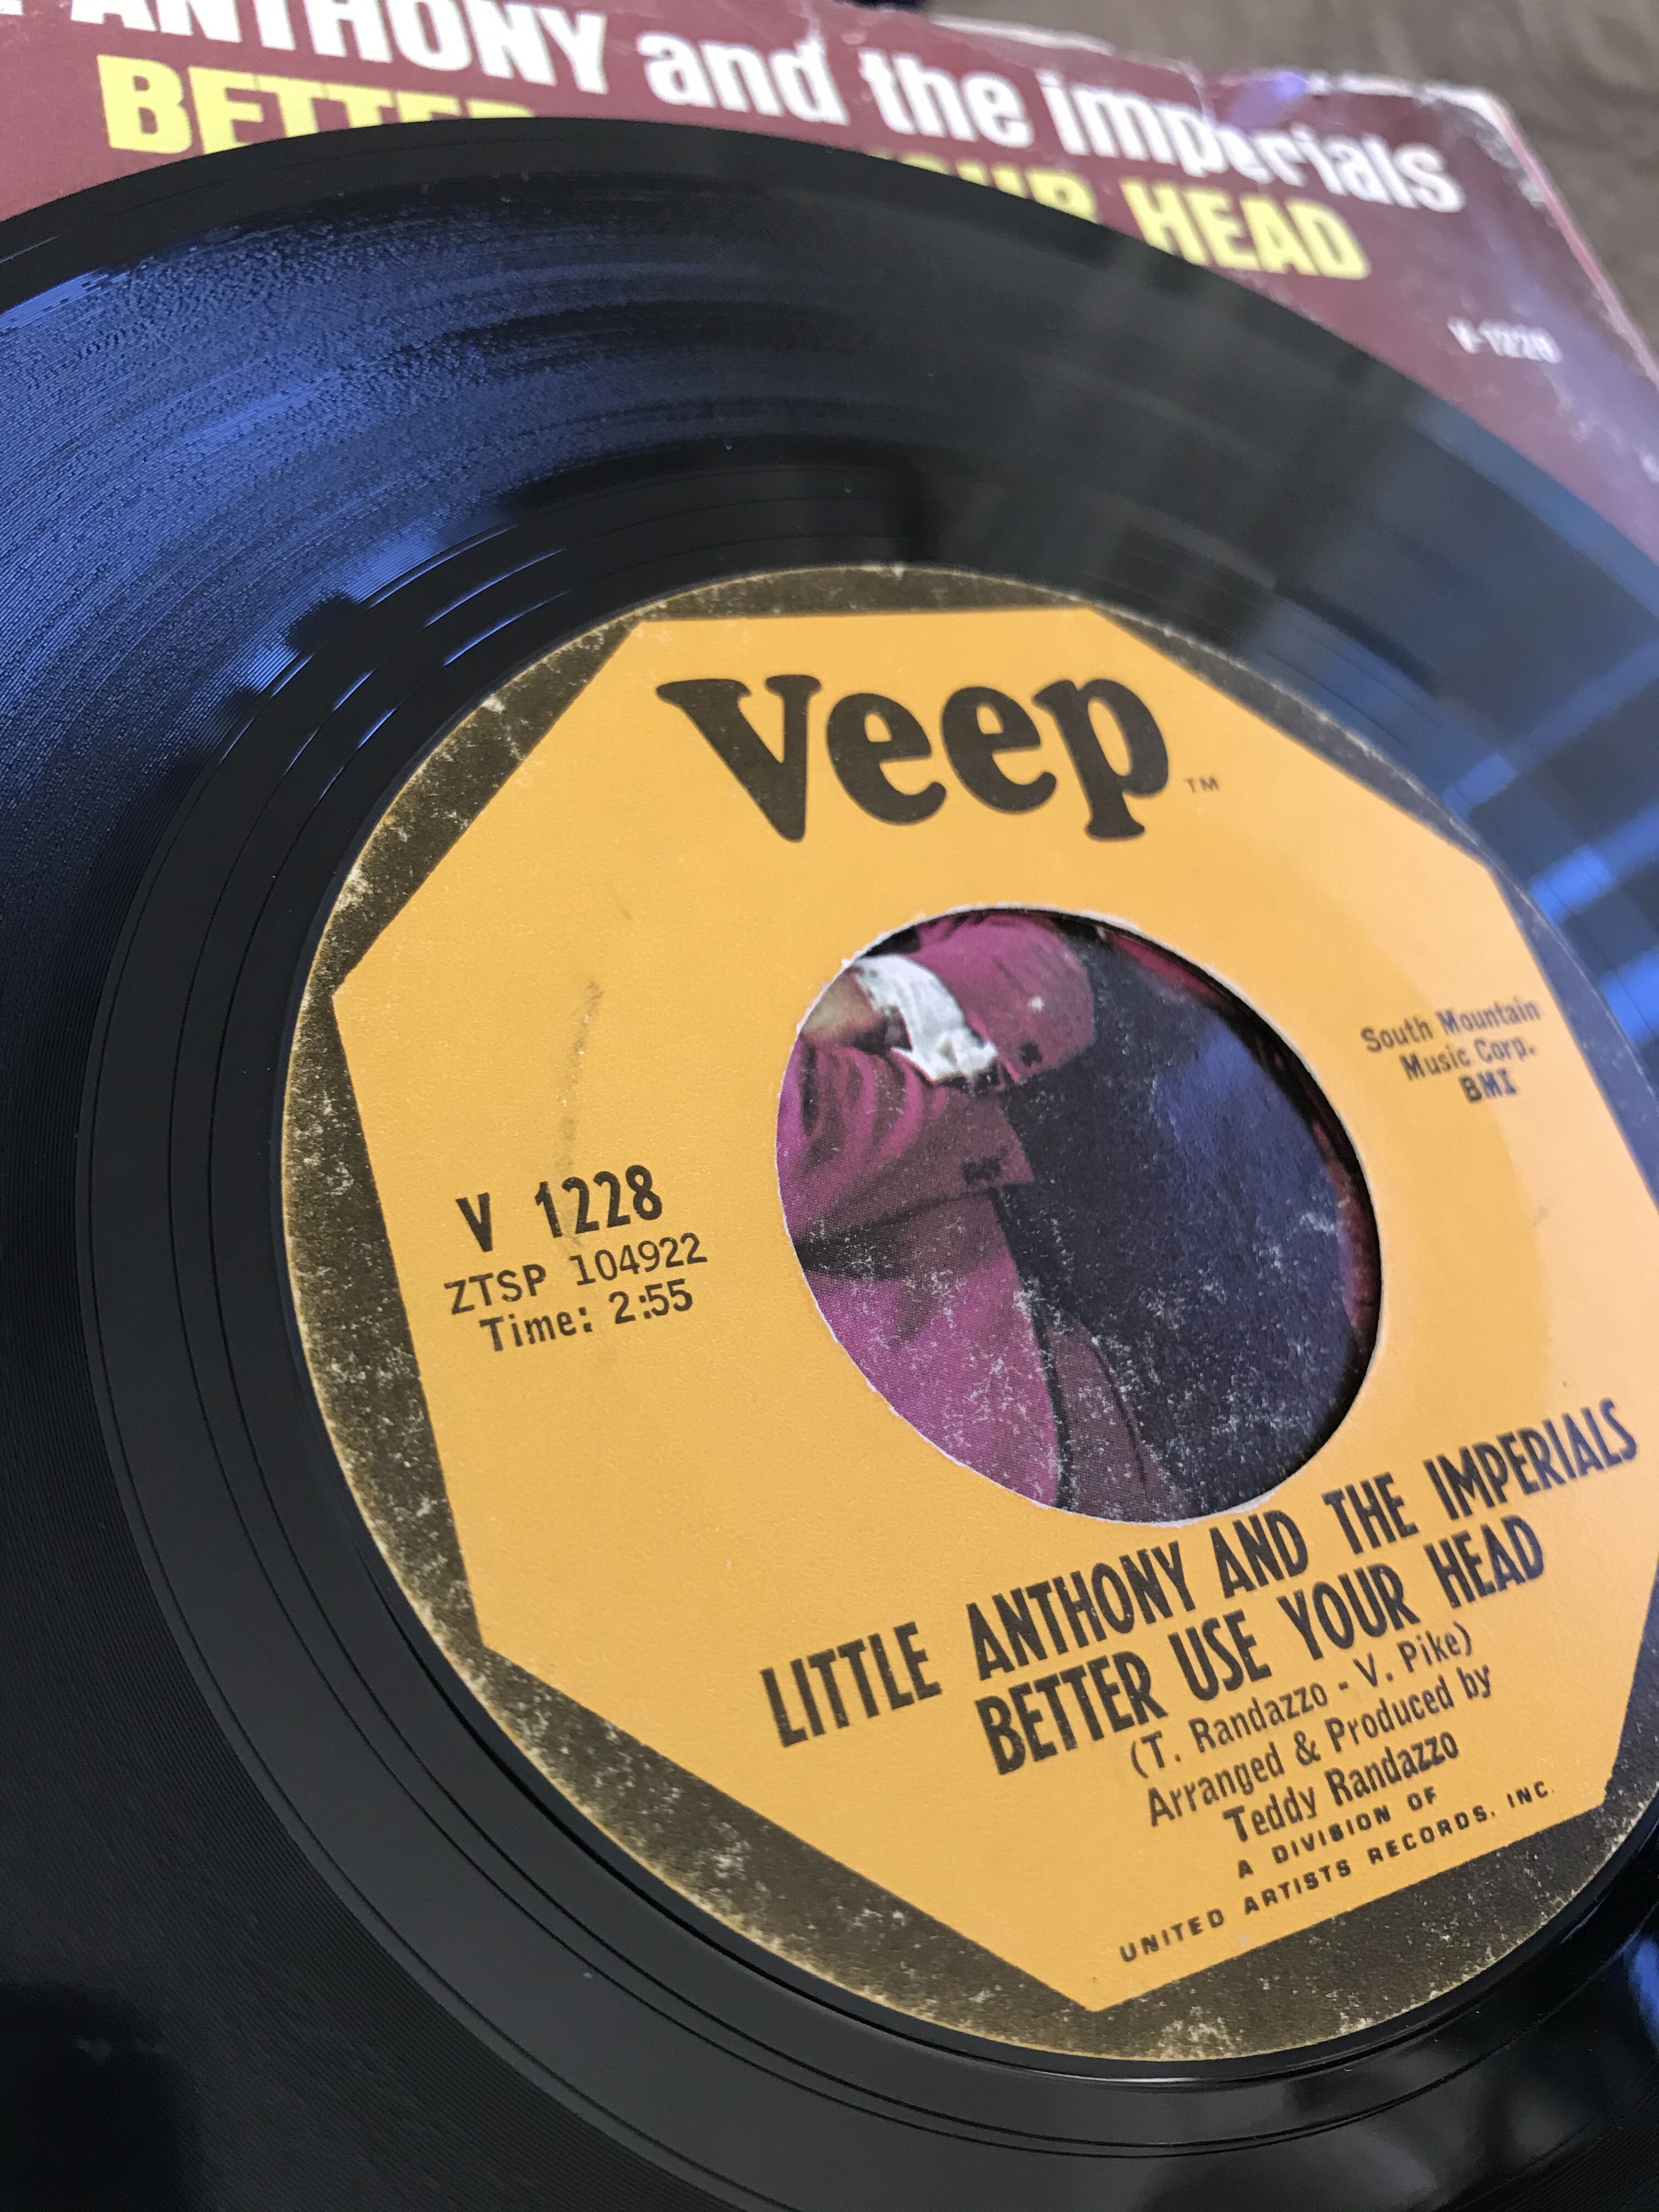 ANTHONY and the imperials
BETTER YOUR HEAD
V-1228
Veep
TM
South Mountain
Music Corp.
BMI
V 1228
ZTSP 104922
Time: 2:55
LITTLE ANTHONY AND THE IMPERIALS
BETTER USE YOUR HEAD
(T. Randazzo - V. Pike)
Arranged & Produced by
Teddy Randazzo
A DIVISION OF
UNITED ARTISTS RECORDS, INC.